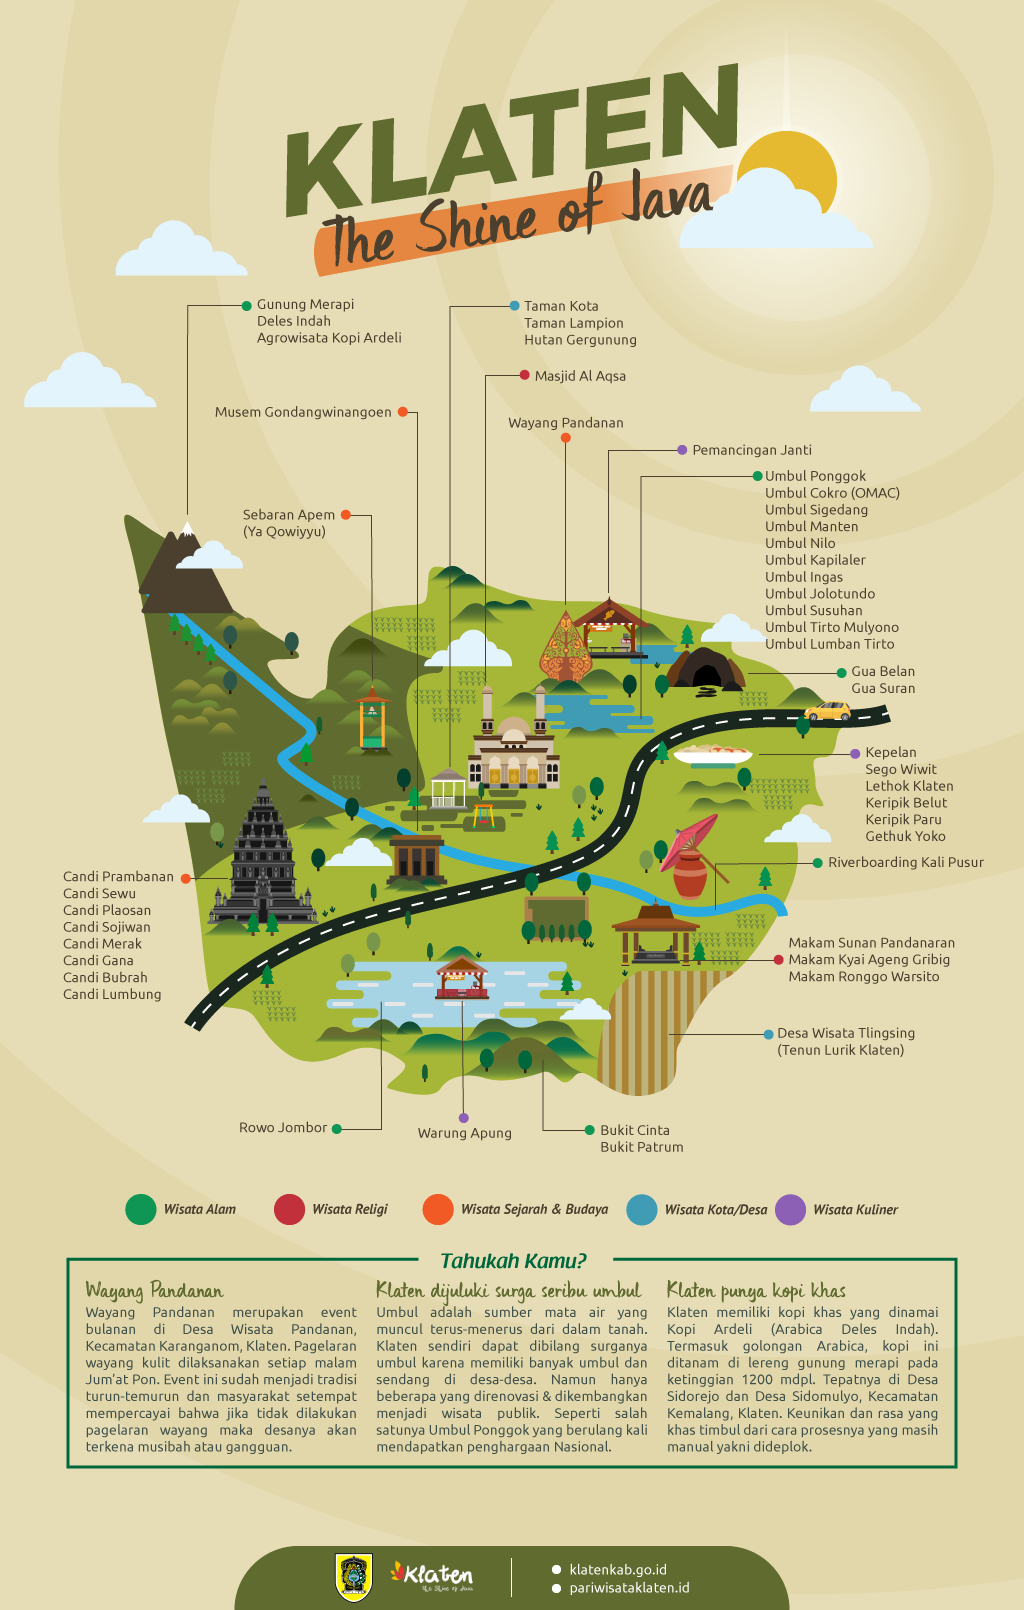 KLATEN
The Shine of Java
Gunung Merapi
Deles Indah
Agrowisata Kopi Ardeli
Taman Kota
Taman Lampion
Hutan Gergunung
Masjid Al Aqsa
Musem Gondangwinangoen
Wayang Pandanan
Pemancingan Janti
Umbul Ponggok
Umbul Cokro (OMAC)
Umbul Sigedang
Umbul Manten
Umbul Nilo
Umbul Kapilaler
Umbul Ingas
Umbul Jolotundo
Umbul Susuhan
Umbul Tirto Mulyono
Umbul Lumban Tirto
Sebaran Apem
(Ya Qowiyyu)
Gua Belan
Gua Suran
Kepelan
Sego Wiwit
Lethok Klaten
Keripik Belut
Keripik Paru
Gethuk Yoko
Riverboarding Kali Pusur
Candi Prambanan
Candi Sewu
Candi Plaosan
Candi Sojiwan
Candi Merak
Candi Gana
Candi Bubrah
Candi Lumbung
Makam Sunan Pandanaran
Makam Kyai Ageng Gribig
Makam Ronggo Warsito
Desa Wisata Tlingsing
(Tenun Lurik Klaten)
Rowo Jombor
Warung Apung
Bukit Cinta
Bukit Patrum
Wisata Alam
Wisata Religi
Wisata Sejarah & Budaya
Wisata Kota/Desa
Wisata Kuliner
Tahukah Kamu?
Wayang Pandanan
Wayang Pandanan merupakan event
bulanan di Desa Wisata Pandanan,
Kecamatan Karanganom, Klaten. Pagelaran
wayang kulit dilaksanakan setiap malam
Jum'at Pon. Event ini sudah menjadi tradisi
turun-temurun dan masyarakat setempat
mempercayai bahwa jika tidak dilakukan
pagelaran wayang maka desanya akan
terkena musibah atau gangguan.
Klaten dijuluki surga seribu umbul
Umbul adalah sumber mata air yang
muncul terus-menerus dari dalam tanah.
Klaten sendiri dapat dibilang surganya
umbul karena memiliki banyak umbul dan
sendang di desa-desa. Namun hanya
beberapa yang direnovasi & dikembangkan
menjadi wisata publik. Seperti salah
satunya Umbul Ponggok yang berulang kali
mendapatkan penghargaan Nasional.
Klaten punya kopi khas
Klaten memiliki kopi khas yang dinamai
Kopi Ardeli (Arabica Deles Indah).
Termasuk golongan Arabica, kopi ini
ditanam di lereng gunung merapi pada
ketinggian 1200 mdpl. Tepatnya di Desa
Sidorejo dan Desa Sidomulyo, Kecamatan
Kemalang, Klaten. Keunikan dan rasa yang
khas timbul dari cara prosesnya yang masih
manual yakni dideplok.
Klaten
The Shine of Java
klatenkab.go.id
pariwisataklaten.id